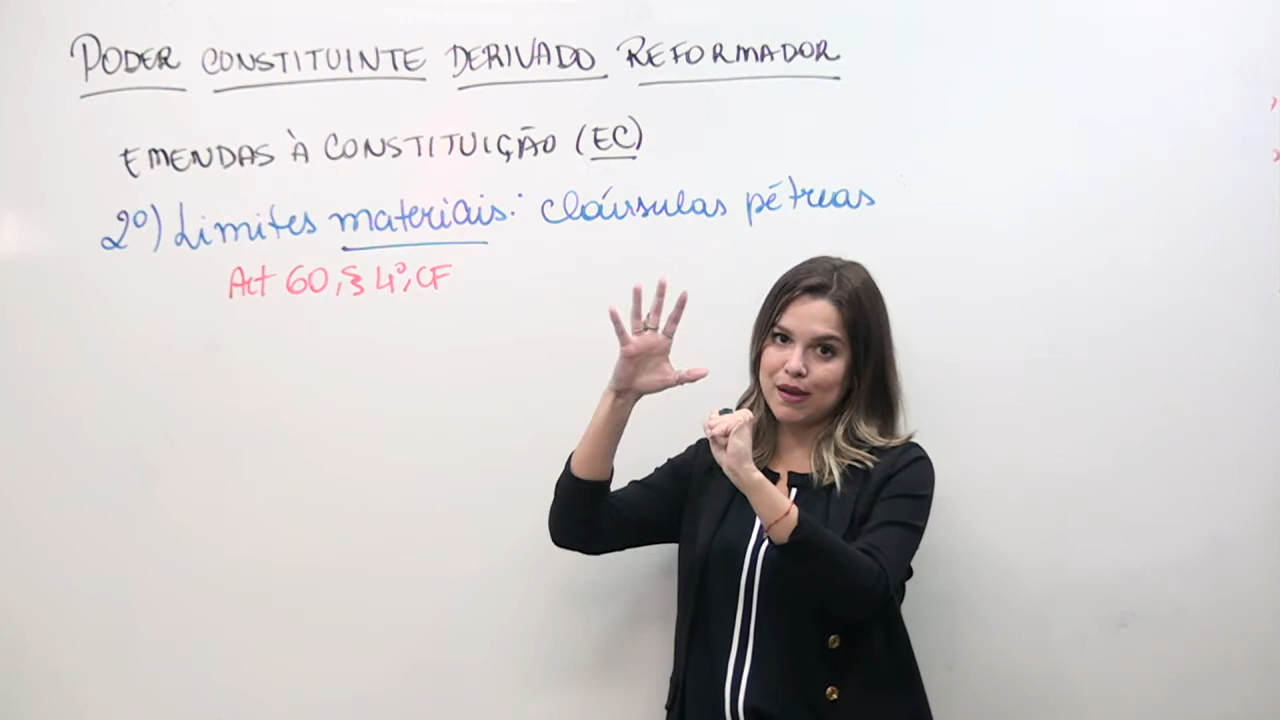 PODER CONSTITUINTE DERIVADO REFORMADOR
EMENDAS À CONSTITUIÇÃO (EC)
2º) Limites materiais: cláusulas pétreas
Art 60, § 4º, CF